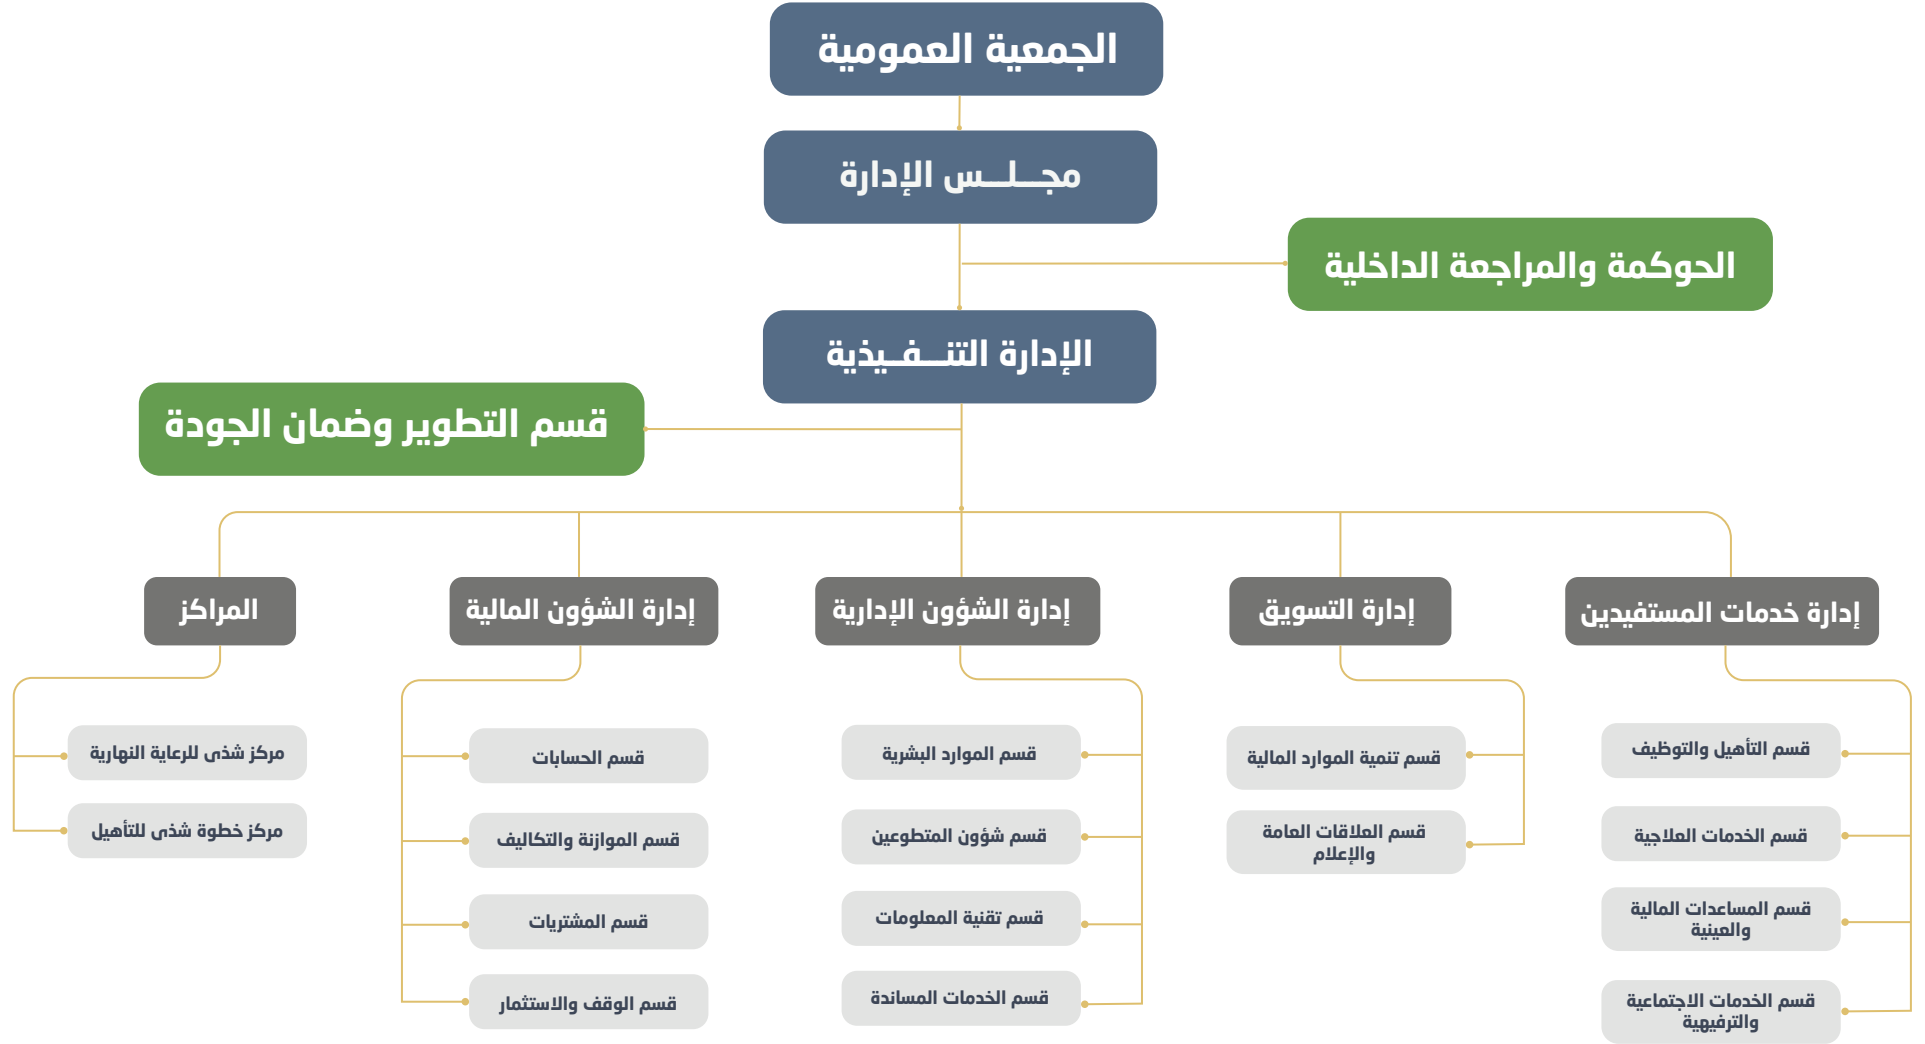 الجمعية العمومية
مجـــلـــس الإدارة
الحوكمة والمراجعة الداخلية
الإدارة التنـــفـــيذية
قسم التطوير وضمان الجودة
إدارة خدمات المستفيدين
إدارة التسويق
إدارة الشؤون الإدارية
إدارة الشؤون المالية
المراكز
قسم التأهيل والتوظيف
قسم الخدمات العلاجية
قسم المساعدات المالية
والعينية
قسم الخدمات الاجتماعية
والترفيهية
قسم تنمية الموارد المالية
قسم العلاقات العامة
والإعلام
قسم الموارد البشرية
قسم شؤون المتطوعين
قسم تقنية المعلومات
قسم الخدمات المساندة
قسم الحسابات
قسم الموازنة والتكاليف
قسم المشتريات
قسم الوقف والاستثمار
مركز شذى للرعاية النهارية
مركز خطوة شذى للتأهيل